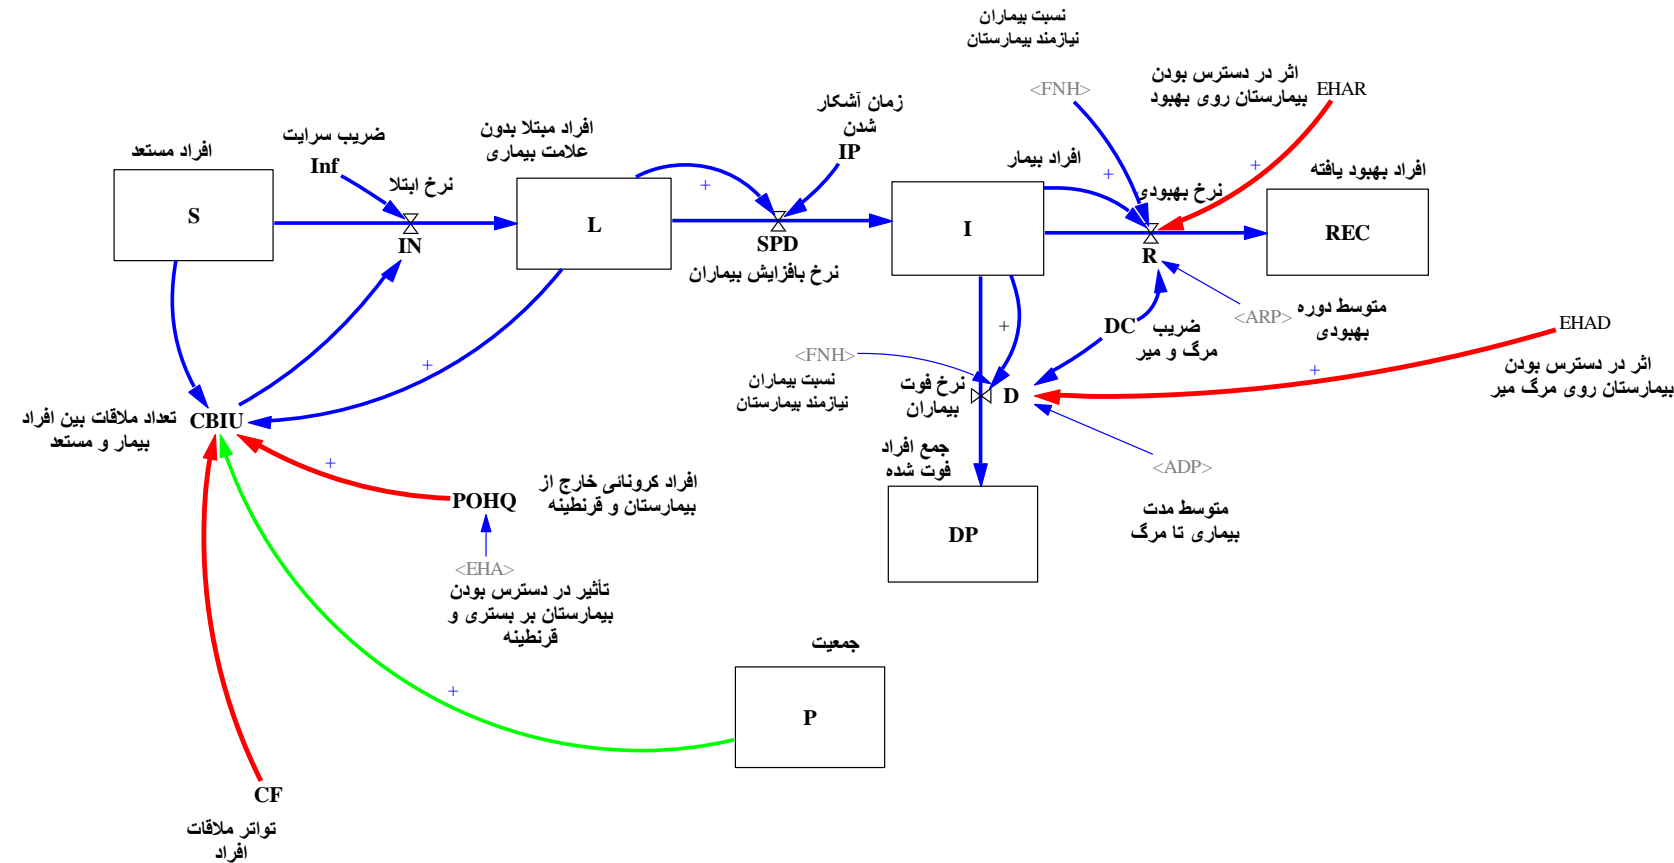 نسبت بیماران
نیازمند بیمارستان
<FNH>
اثر در دسترس بودن
بیمارستان روی بهبود
EHAR
زمان آشکار
شدن
IP
افراد مبتلا بدون
علامت بیماری
ضریب سرایت
Inf
افراد مستعد
نرخ ابتلا
افراد بیمار
نرخ بهبودی
افراد بهبود یافته
+
+
+
S
IN
L
SPD
نرخ بافزایش بیماران
I
R
REC
<ARP>
متوسط دوره
بهبودی
DC
ضریب
مرگ و میر
EHAD
اثر در دسترس بودن
بیمارستان روی مرگ میر
+
+
+
<FNH>
نسبت بیماران
نیازمند بیمارستان
نرخ فوت
بیماران
D
تعداد ملاقات بین افراد
بیمار و مستعد
CBIU
جمع افراد
فوت شده
<ADP>
متوسط مدت
بیماری تا مرگ
+
POHQ
افراد کرونائی خارج از
بیمارستان و قرنطینه
<EHA>
تأثیر در دسترس بودن
بیمارستان بر بستری و
قرنطینه
DP
جمعیت
P
+
CF
تواتر ملاقات
افراد